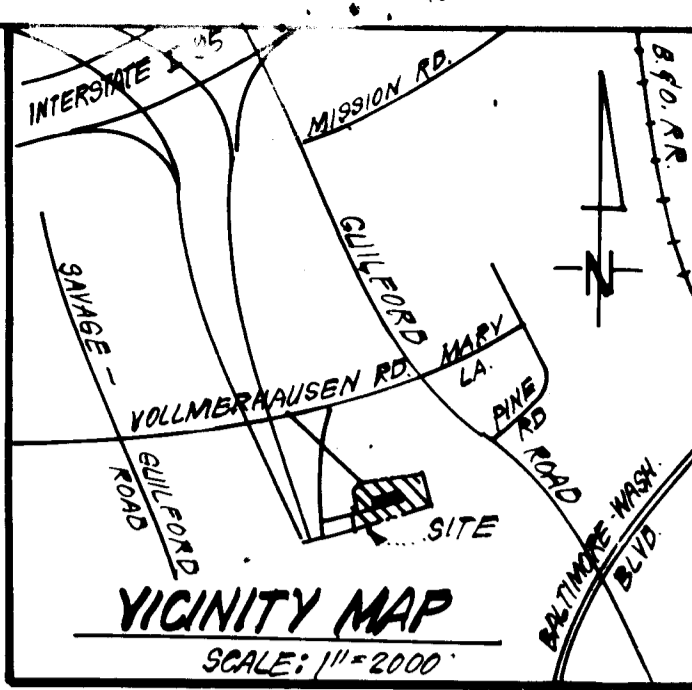 INTERSTATE I-95
MISSION RD.
B.&O. R.R.
GUILFORD
ROAD
N
SAVAGE -
GUILFORD
ROAD
VOLLMERHAUSEN RD.
MARY
LA.
PINE
RD
SITE
BALTIMORE-WASH.
BLVD.
VICINITY MAP
SCALE: 1"=2000'